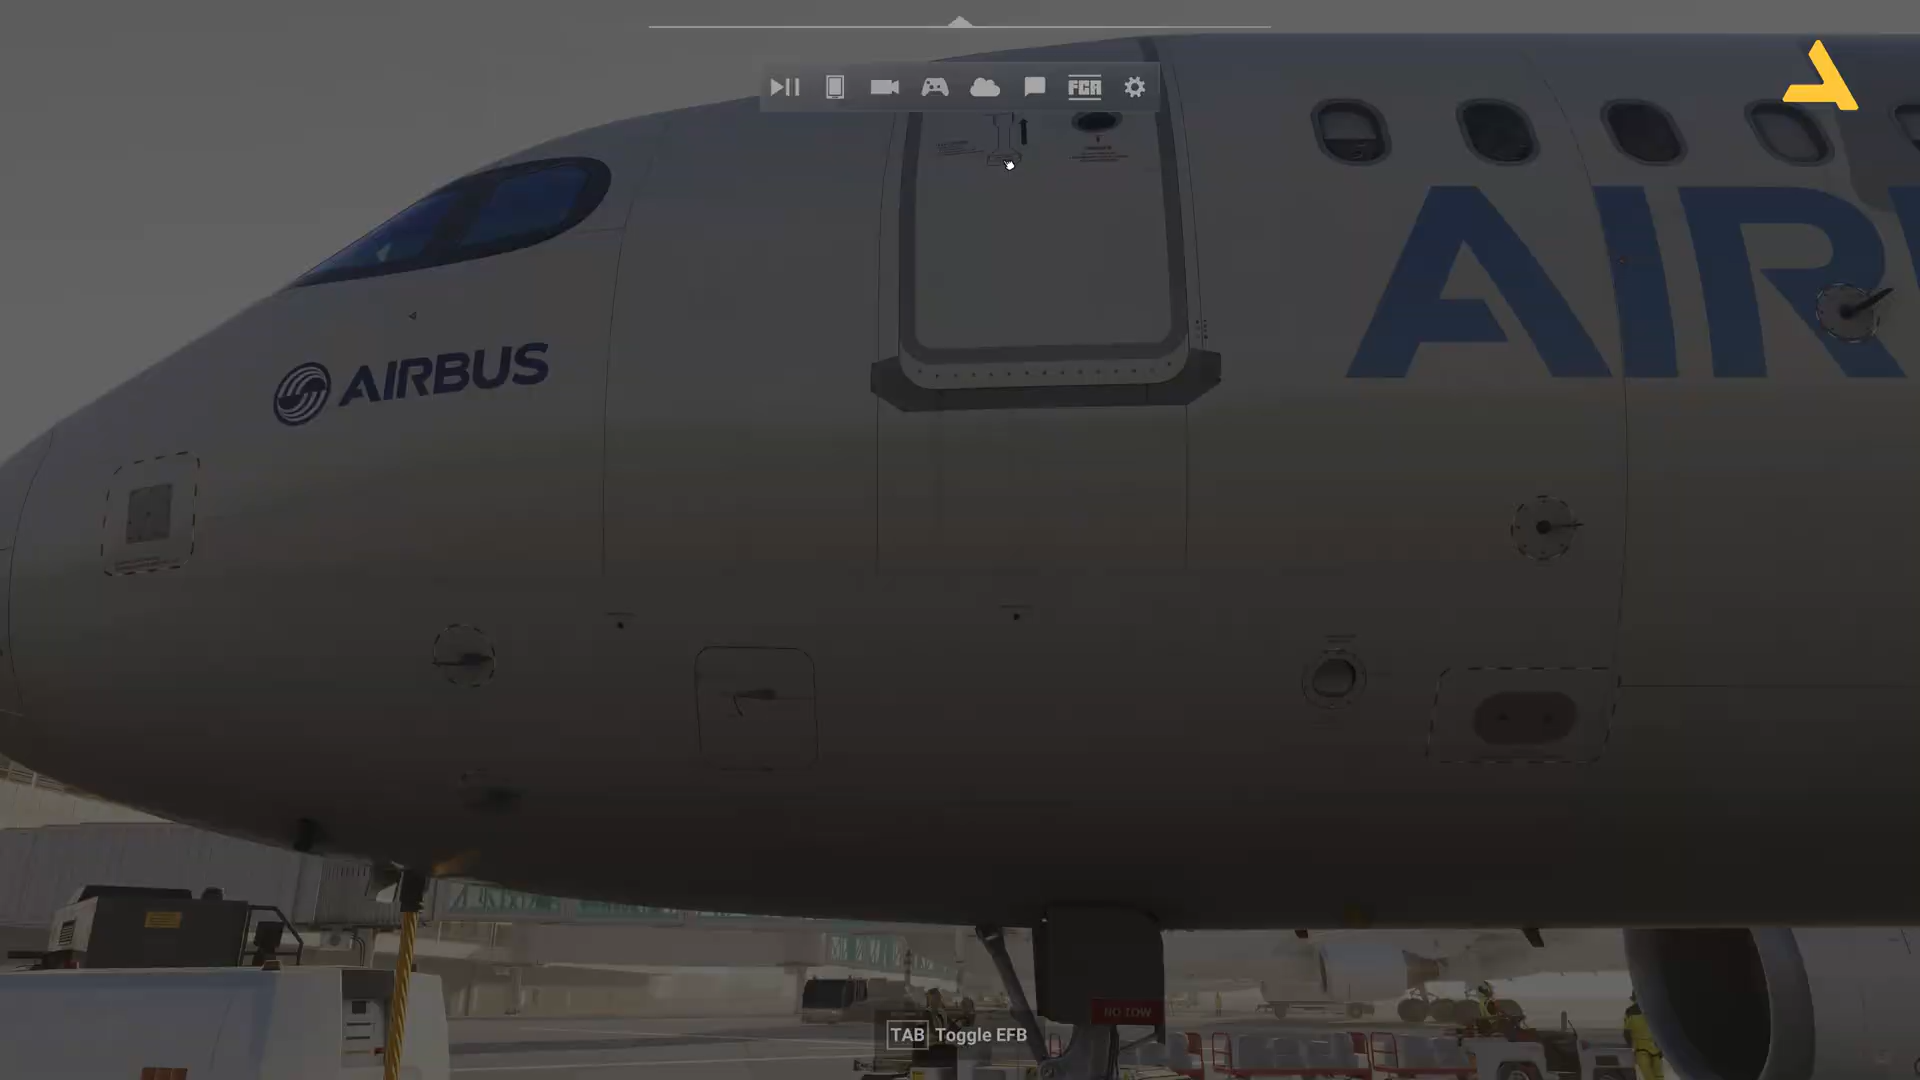 FCR
AIRBUS
AIR
NO TOW
TAB Toggle EFB